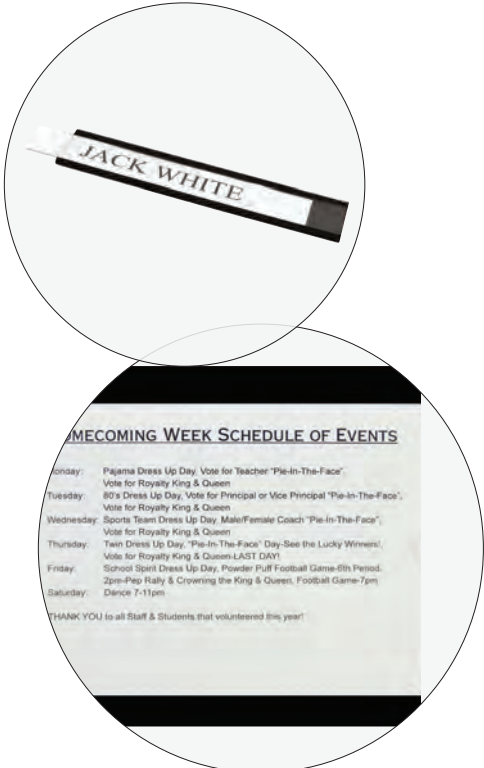 JACK WHITE
OMECOMING WEEK SCHEDULE OF EVENTS
onday: Pajama Dress Up Day, Vote for Teacher "Pie-In-The-Face",
Vote for Royalty King & Queen
Tuesday: 80's Dress Up Day, Vote for Principal or Vice Principal "Pie-In-The-Face",
Vote for Royalty King & Queen
Wednesday: Sports Team Dress Up Day, Male/Female Coach "Pie-In-The-Face",
Vote for Royalty King & Queen
Thursday: Twin Dress Up Day, "Pie-In-The-Face" Day-See the Lucky Winners!,
Vote for Royalty King & Queen-LAST DAY!
Friday: School Spirit Dress Up Day, Powder Puff Football Game-6th Period,
2pm-Pep Rally & Crowning the King & Queen, Football Game-7pm
Saturday: Dance 7-11pm
THANK YOU to all Staff & Students that volunteered this year!